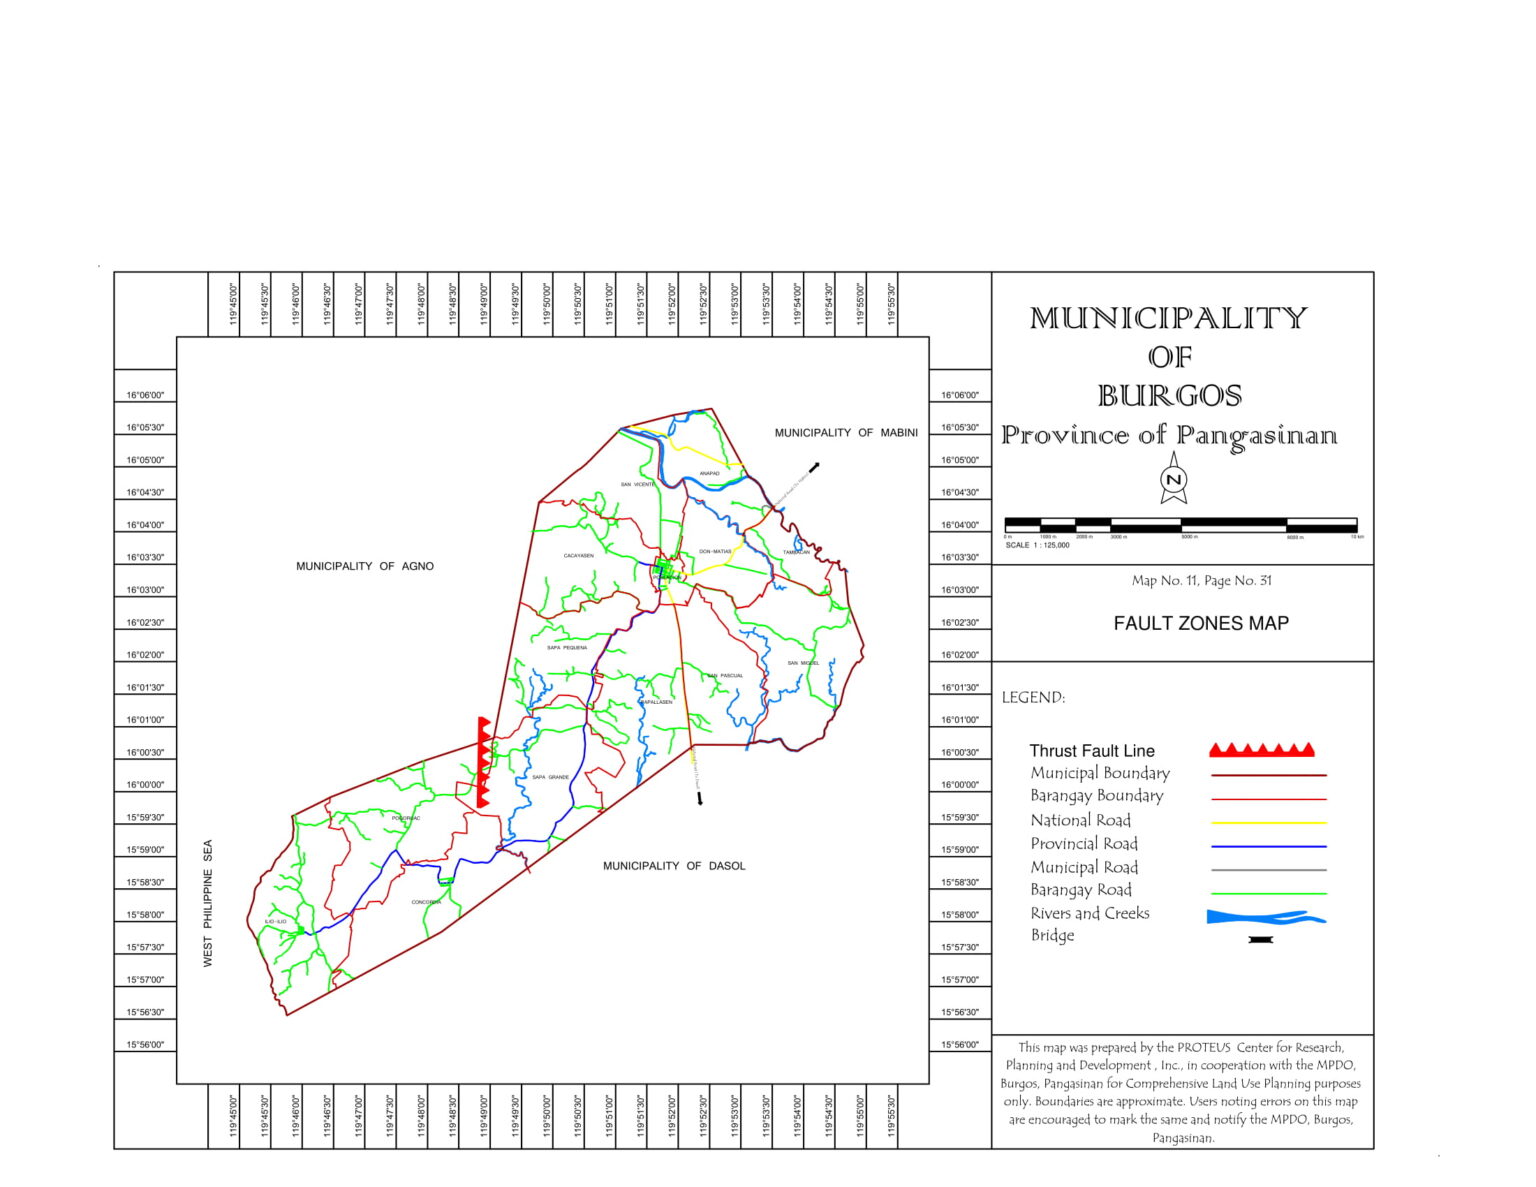 119°45'00"
119°45'30"
119°46'00"
119°46'30"
119°47'00"
119°47'30"
119°48'00"
119°48'30"
119°49'00"
119°49'30"
119°50'00"
119°50'30"
119°51'00"
119°51'30"
119°52'00"
119°52'30"
119°53'00"
119°53'30"
119°54'00"
119°54'30"
119°55'00"
119°55'30"
16°06'00"
16°05'30"
16°05'00"
16°04'30"
16°04'00"
16°03'30"
16°03'00"
16°02'30"
16°02'00"
16°01'30"
16°01'00"
16°00'30"
16°00'00"
15°59'30"
15°59'00"
15°58'30"
15°58'00"
15°57'30"
15°57'00"
15°56'30"
15°56'00"
MUNICIPALITY OF MABINI
ANAPAO
SAN VICENTE
CACAYASEN
DON-MATIAS
TAMBACAN
MUNICIPALITY OF AGNO
POBLACION
SAPA PEQUENA
SAN PASCUAL
SAN MIGUEL
PAPALLASEN
SAPA GRANDE
POGORUAC
MUNICIPALITY OF DASOL
CONCORDIA
ILIO-ILIO
WEST PHILIPPINE SEA
16°06'00"
16°05'30"
16°05'00"
16°04'30"
16°04'00"
16°03'30"
16°03'00"
16°02'30"
16°02'00"
16°01'30"
16°01'00"
16°00'30"
16°00'00"
15°59'30"
15°59'00"
15°58'30"
15°58'00"
15°57'30"
15°57'00"
15°56'30"
15°56'00"
119°45'00"
119°45'30"
119°46'00"
119°46'30"
119°47'00"
119°47'30"
119°48'00"
119°48'30"
119°49'00"
119°49'30"
119°50'00"
119°50'30"
119°51'00"
119°51'30"
119°52'00"
119°52'30"
119°53'00"
119°53'30"
119°54'00"
119°54'30"
119°55'00"
119°55'30"
MUNICIPALITY
OF
BURGOS
Province of Pangasinan
N
0 m 1000 m 2000 m 3000 m 5000 m 8000 m 10 km
SCALE 1 : 125,000
Map No. 11, Page No. 31
FAULT ZONES MAP
LEGEND:
Thrust Fault Line
Municipal Boundary
Barangay Boundary
National Road
Provincial Road
Municipal Road
Barangay Road
Rivers and Creeks
Bridge
This map was prepared by the PROTEUS Center for Research,
Planning and Development , Inc., in cooperation with the MPDO,
Burgos, Pangasinan for Comprehensive Land Use Planning purposes
only. Boundaries are approximate. Users noting errors on this map
are encouraged to mark the same and notify the MPDO, Burgos,
Pangasinan.